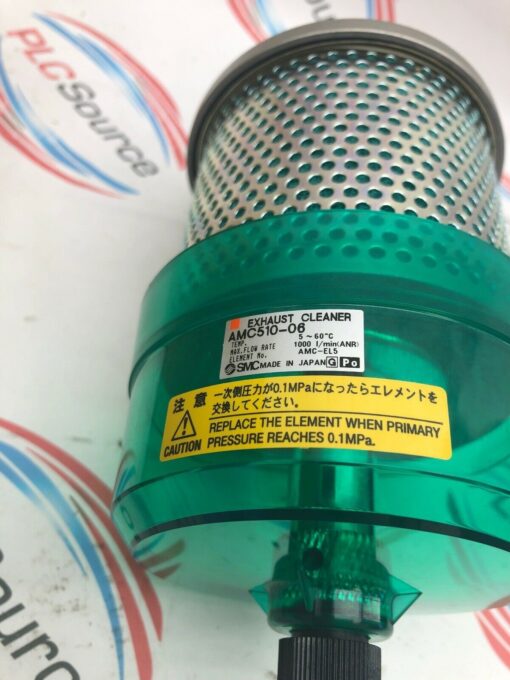 PLCSource
EXHAUST CLEANER
AMC510-06
TEMP. 5~60℃
MAX.FLOW RATE 1000 l/min(ANR)
ELEMENT No. AMC-EL5
SMC MADE IN JAPAN G Po
注意
CAUTION
一次側圧力が0.1MPaになったらエレメントを
交換してください。
REPLACE THE ELEMENT WHEN PRIMARY
PRESSURE REACHES 0.1MPa.
Source